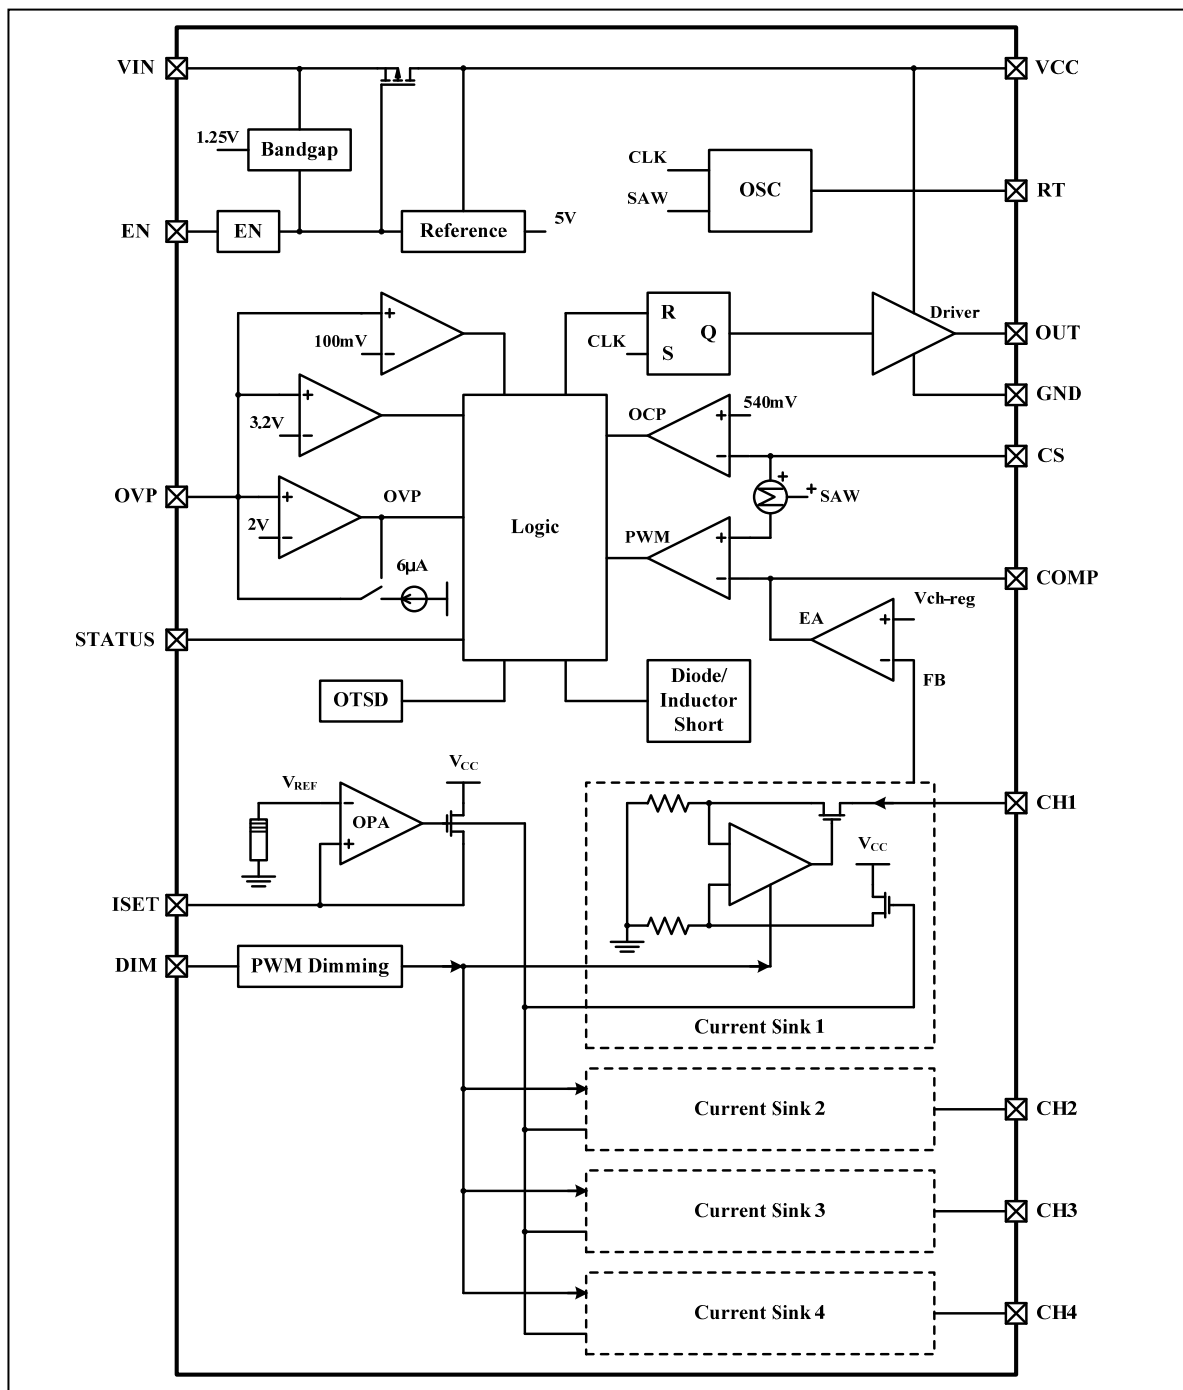 VIN
VCC
1.25V
Bandgap
CLK
SAW
OSC
RT
EN
EN
Reference
5V
100mV
+
−
R
Q
CLK
S
Driver
OUT
GND
3.2V
+
−
OCP
+
540mV
−
CS
OVP
+
2V
−
OVP
Logic
+
+
SAW
PWM
+
−
COMP
6μA
Vch-reg
EA
+
−
FB
STATUS
OTSD
Diode/
Inductor
Short
VREF
−
OPA
+
VCC
CH1
VCC
ISET
DIM
PWM Dimming
Current Sink 1
Current Sink 2
CH2
Current Sink 3
CH3
Current Sink 4
CH4